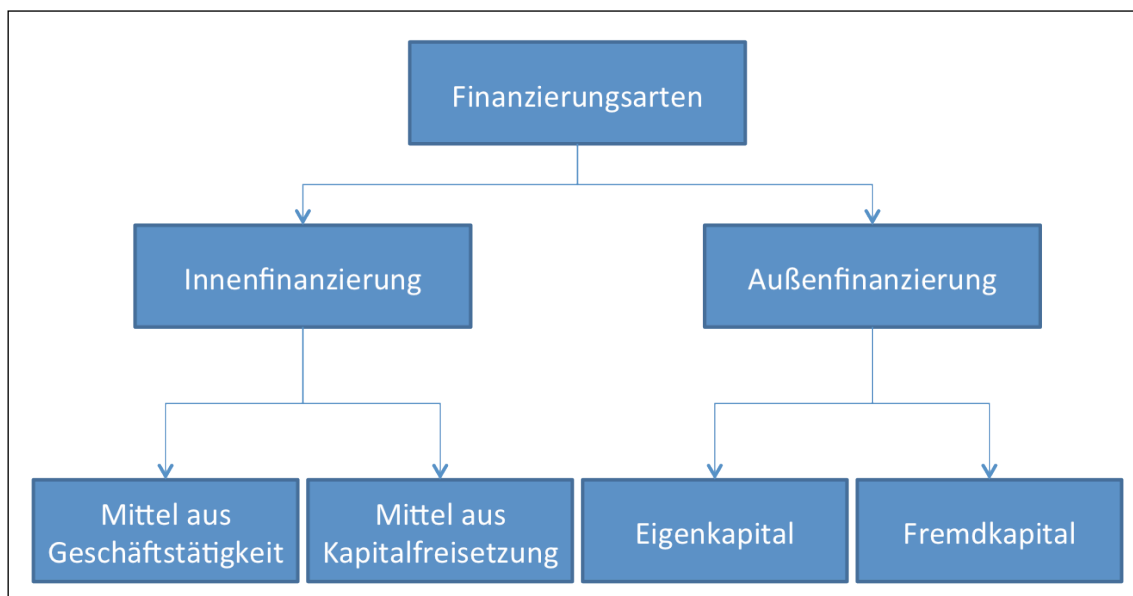 Finanzierungsarten
Innenfinanzierung
Außenfinanzierung
Mittel aus
Geschäftstätigkeit
Mittel aus
Kapitalfreisetzung
Eigenkapital
Fremdkapital